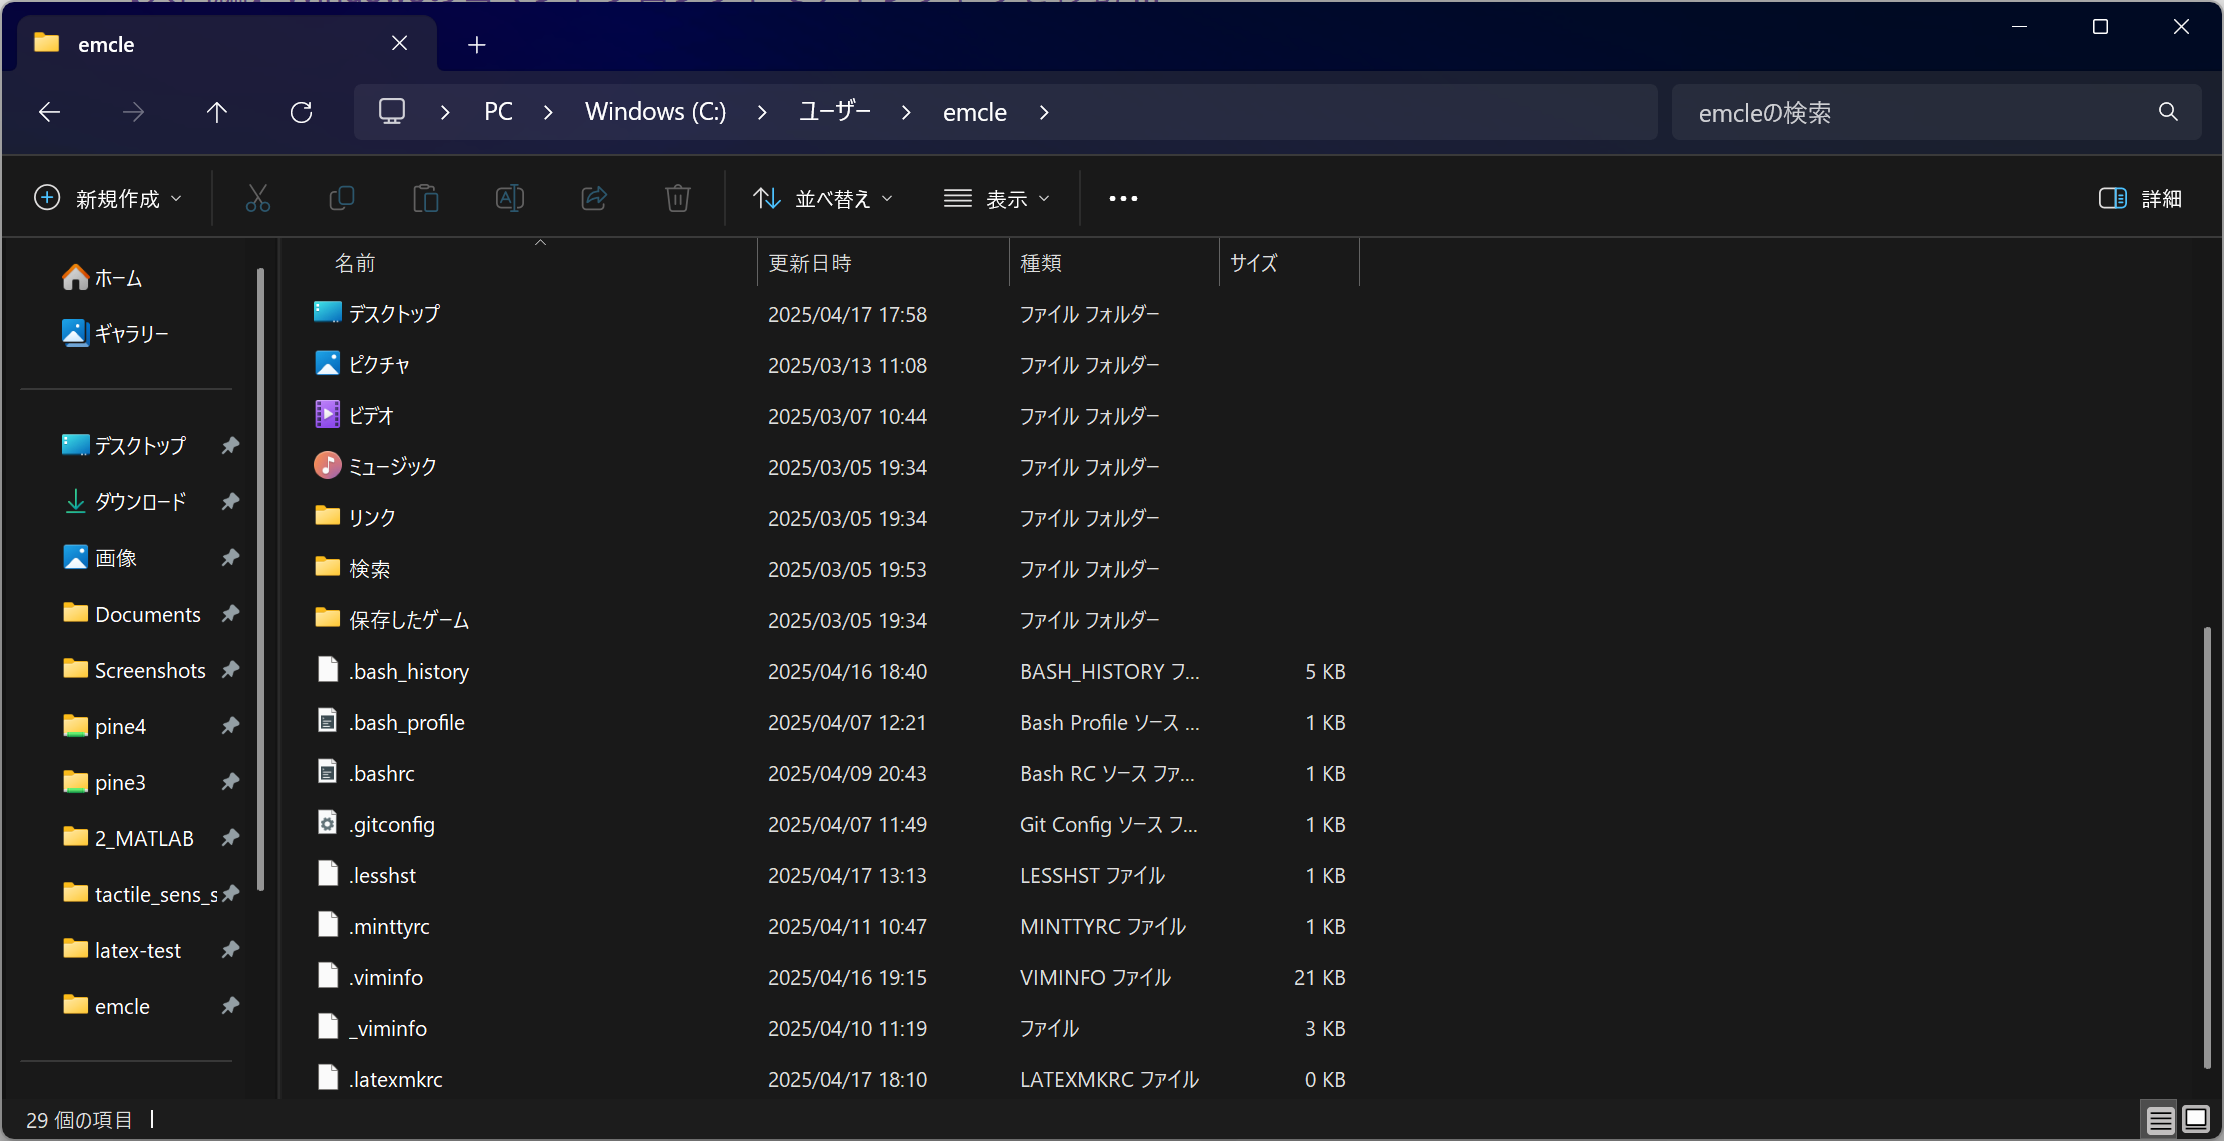 emcle
PC
Windows (C:)
ユーザー
emcle
emcleの検索
新規作成
並べ替え
表示
詳細
ホーム
ギャラリー
デスクトップ
ダウンロード
画像
Documents
Screenshots
pine4
pine3
2_MATLAB
tactile_sens_s
latex-test
emcle
名前 更新日時 種類 サイズ
デスクトップ 2025/04/17 17:58 ファイル フォルダー
ピクチャ 2025/03/13 11:08 ファイル フォルダー
ビデオ 2025/03/07 10:44 ファイル フォルダー
ミュージック 2025/03/05 19:34 ファイル フォルダー
リンク 2025/03/05 19:34 ファイル フォルダー
検索 2025/03/05 19:53 ファイル フォルダー
保存したゲーム 2025/03/05 19:34 ファイル フォルダー
.bash_history 2025/04/16 18:40 BASH_HISTORY フ... 5 KB
.bash_profile 2025/04/07 12:21 Bash Profile ソース ... 1 KB
.bashrc 2025/04/09 20:43 Bash RC ソース ファ... 1 KB
.gitconfig 2025/04/07 11:49 Git Config ソース フ... 1 KB
.lesshst 2025/04/17 13:13 LESSHST ファイル 1 KB
.minttyrc 2025/04/11 10:47 MINTTYRC ファイル 1 KB
.viminfo 2025/04/16 19:15 VIMINFO ファイル 21 KB
_viminfo 2025/04/10 11:19 ファイル 3 KB
.latexmkrc 2025/04/17 18:10 LATEXMKRC ファイル 0 KB
29 個の項目